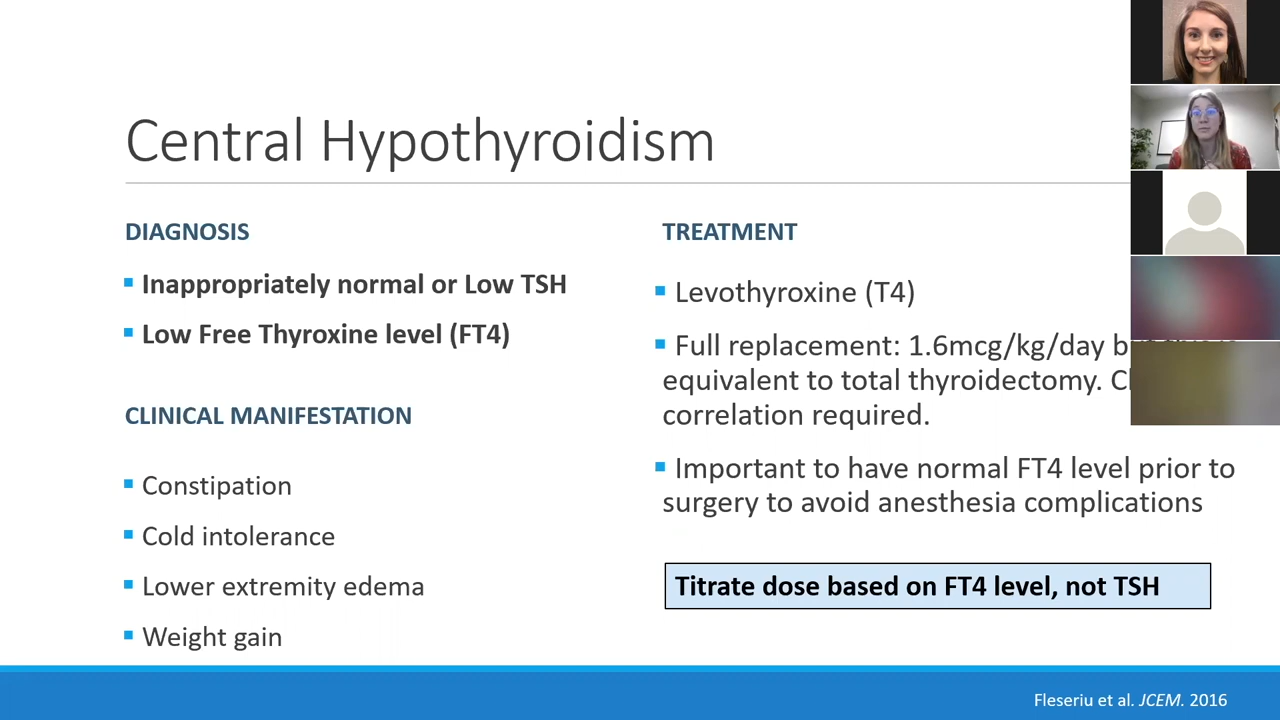 Central Hypothyroidism
DIAGNOSIS
Inappropriately normal or Low TSH
Low Free Thyroxine level (FT4)
CLINICAL MANIFESTATION
Constipation
Cold intolerance
Lower extremity edema
Weight gain
TREATMENT
Levothyroxine (T4)
Full replacement: 1.6mcg/kg/day
equivalent to total thyroidectomy.
correlation required.
Important to have normal FT4 level prior to
surgery to avoid anesthesia complications
Titrate dose based on FT4 level, not TSH
Fleseriu et al. JCEM. 2016